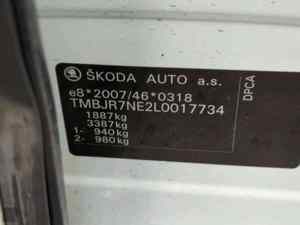 ŠKODA AUTO a.s.
e8*2007/46*0318
TMBJR7NE2L0017734
1887kg
3387kg
1- 940kg
2- 980kg
DPCA